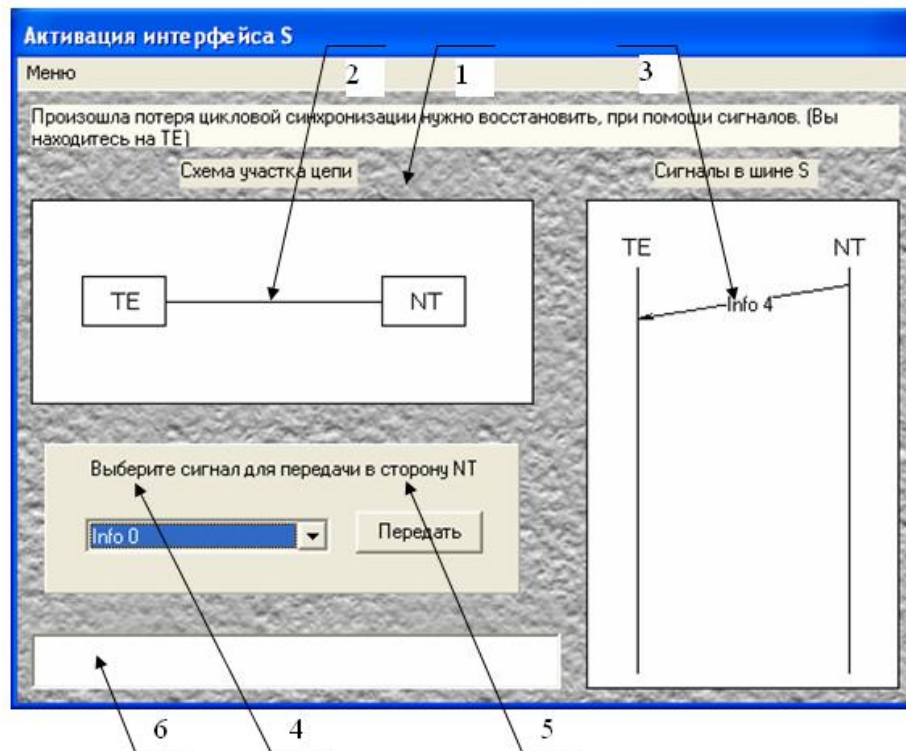 Активация интерфейса S
Меню
2
1
3
Произошла потеря цикловой синхронизации нужно восстановить, при помощи сигналов. (Вы
находитесь на TE)
Схема участка цепи
Сигналы в шине S
TE
NT
TE
NT
Info 4
Выберите сигнал для передачи в сторону NT
Info 0
Передать
6
4
5